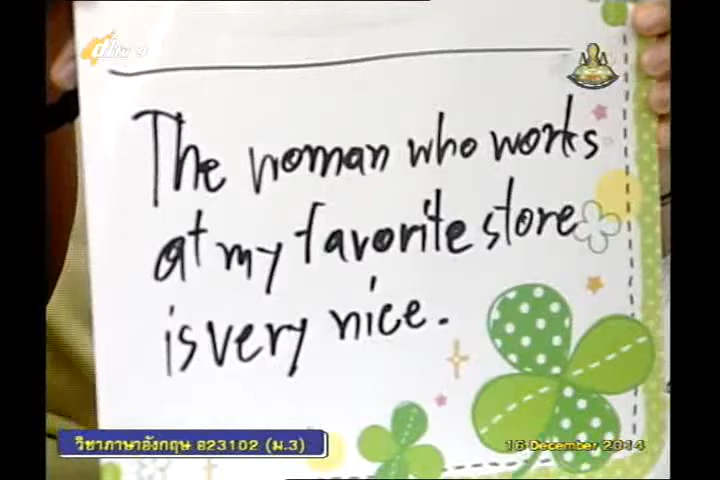 The woman who works
at my favorite store
is very nice.
วิชาภาษาอังกฤษ อ23102 (ม.3)
16 December 2014